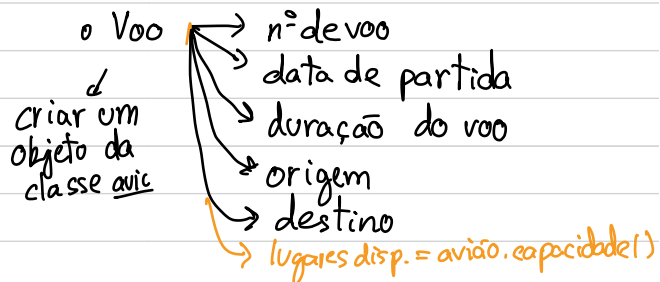 o Voo
nº de voo
data de partida
duração do voo
origem
destino
lugares disp. = avião.capacidade()
criar um
objeto da
classe avic